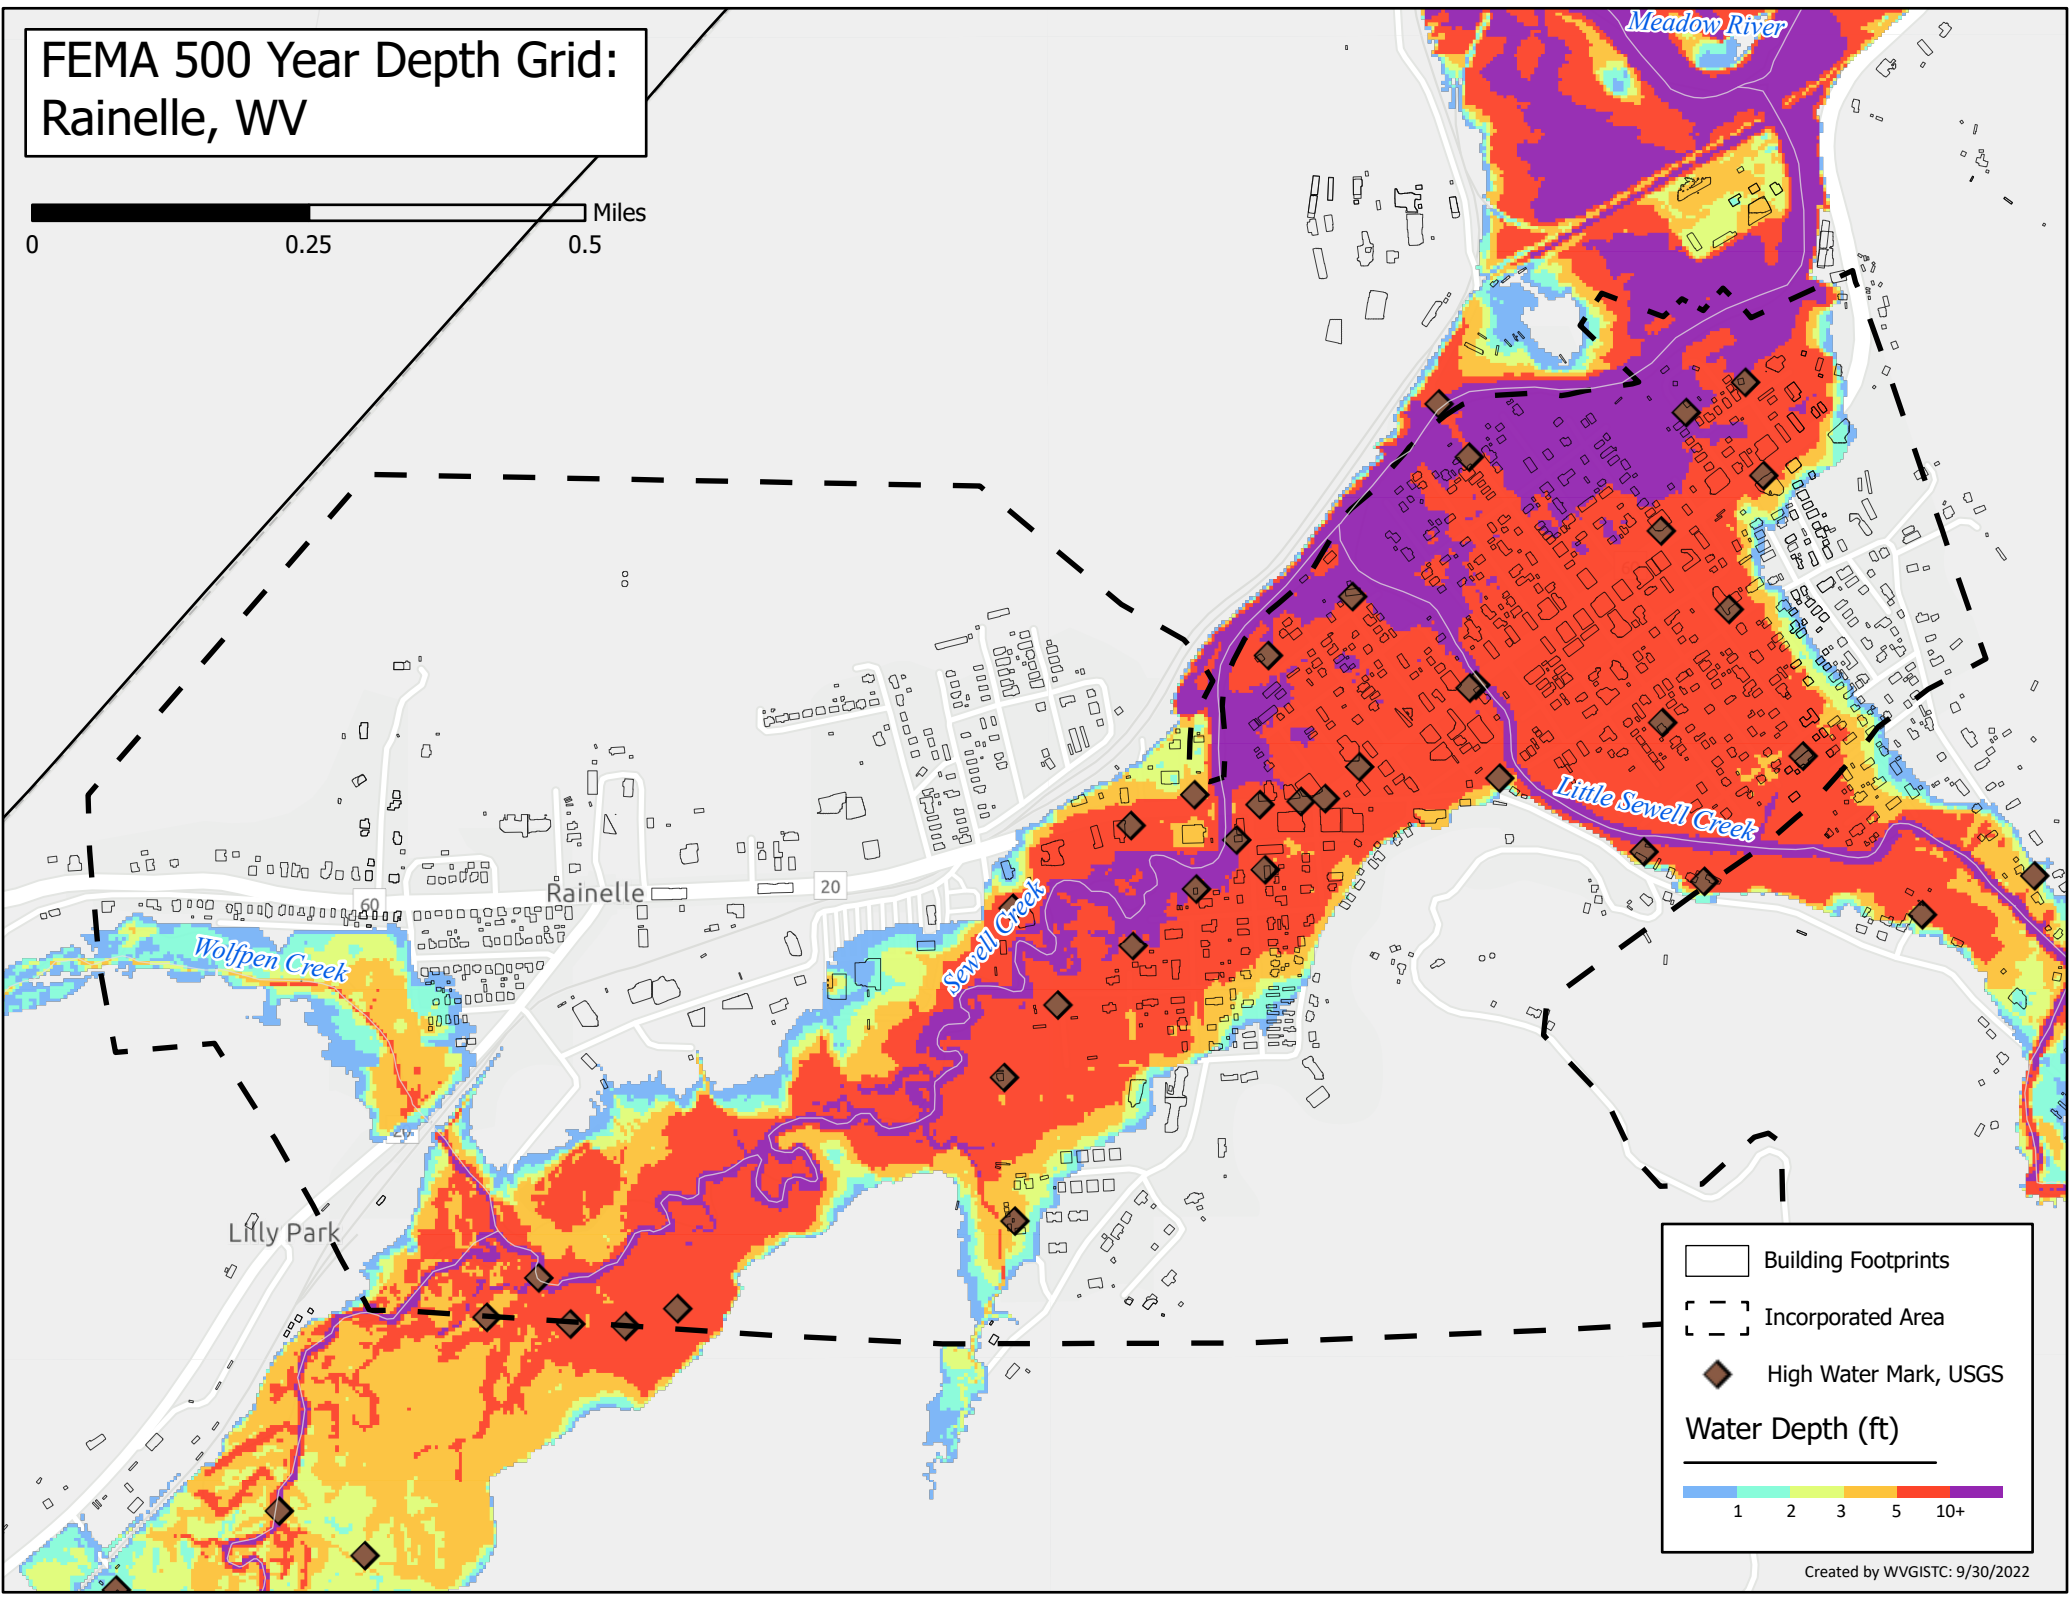 FEMA 500 Year Depth Grid:
Rainelle, WV
Miles
0 0.25 0.5
Meadow River
Little Sewell Creek
Rainelle
20
60
Sewell Creek
Wolfpen Creek
20
Lilly Park
Building Footprints
Incorporated Area
High Water Mark, USGS
Water Depth (ft)
1 2 3 5 10+
Created by WVGISTC: 9/30/2022